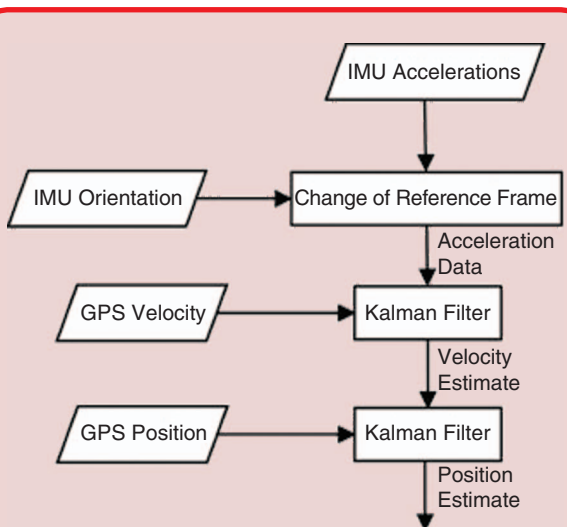 IMU Accelerations
IMU Orientation
Change of Reference Frame
Acceleration
Data
GPS Velocity
Kalman Filter
Velocity
Estimate
GPS Position
Kalman Filter
Position
Estimate